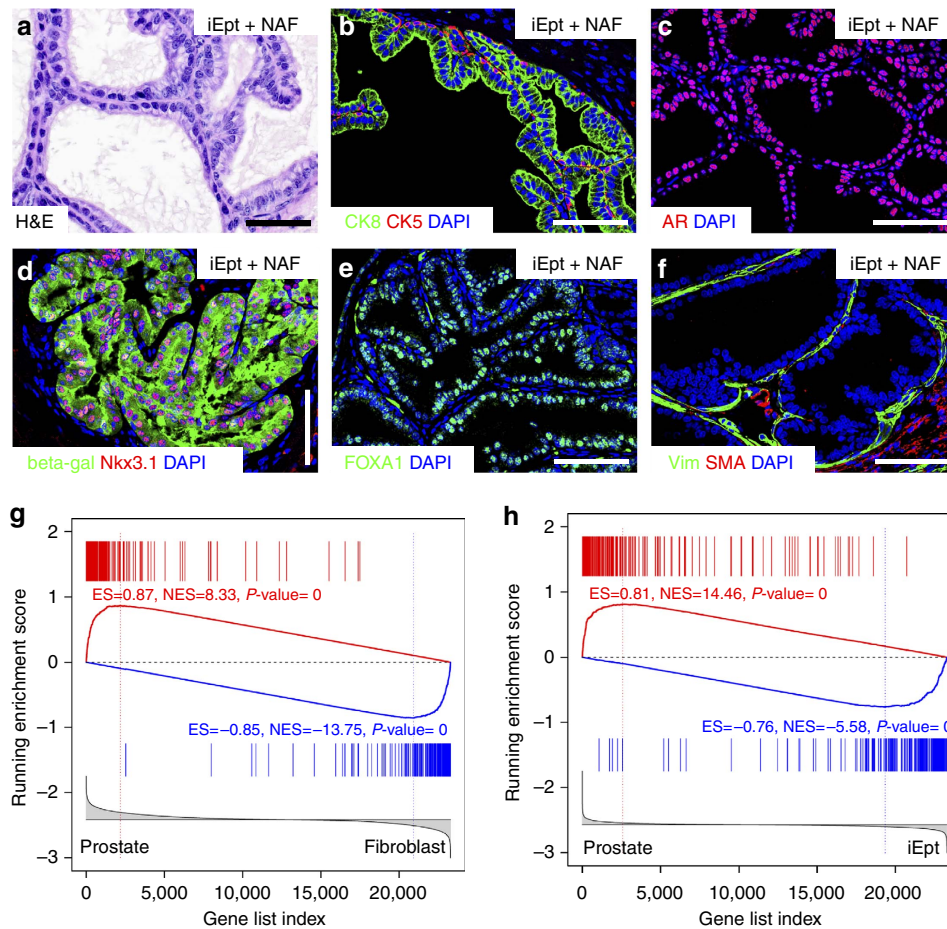 a
iEpt + NAF
H&E
b
iEpt + NAF
CK8 CK5 DAPI
c
iEpt + NAF
AR DAPI
d
iEpt + NAF
beta-gal Nkx3.1 DAPI
e
iEpt + NAF
FOXA1 DAPI
f
iEpt + NAF
Vim SMA DAPI
g
Running enrichment score
2
1
0
−1
−2
−3
ES=0.87, NES=8.33, P-value= 0
ES=−0.85, NES=−13.75, P-value= 0
Prostate
Fibroblast
0
5,000
10,000
15,000
20,000
Gene list index
h
Running enrichment score
2
1
0
−1
−2
−3
ES=0.81, NES=14.46, P-value= 0
ES=−0.76, NES=−5.58, P-value= 0
Prostate
iEpt
0
5,000
10,000
15,000
20,000
Gene list index